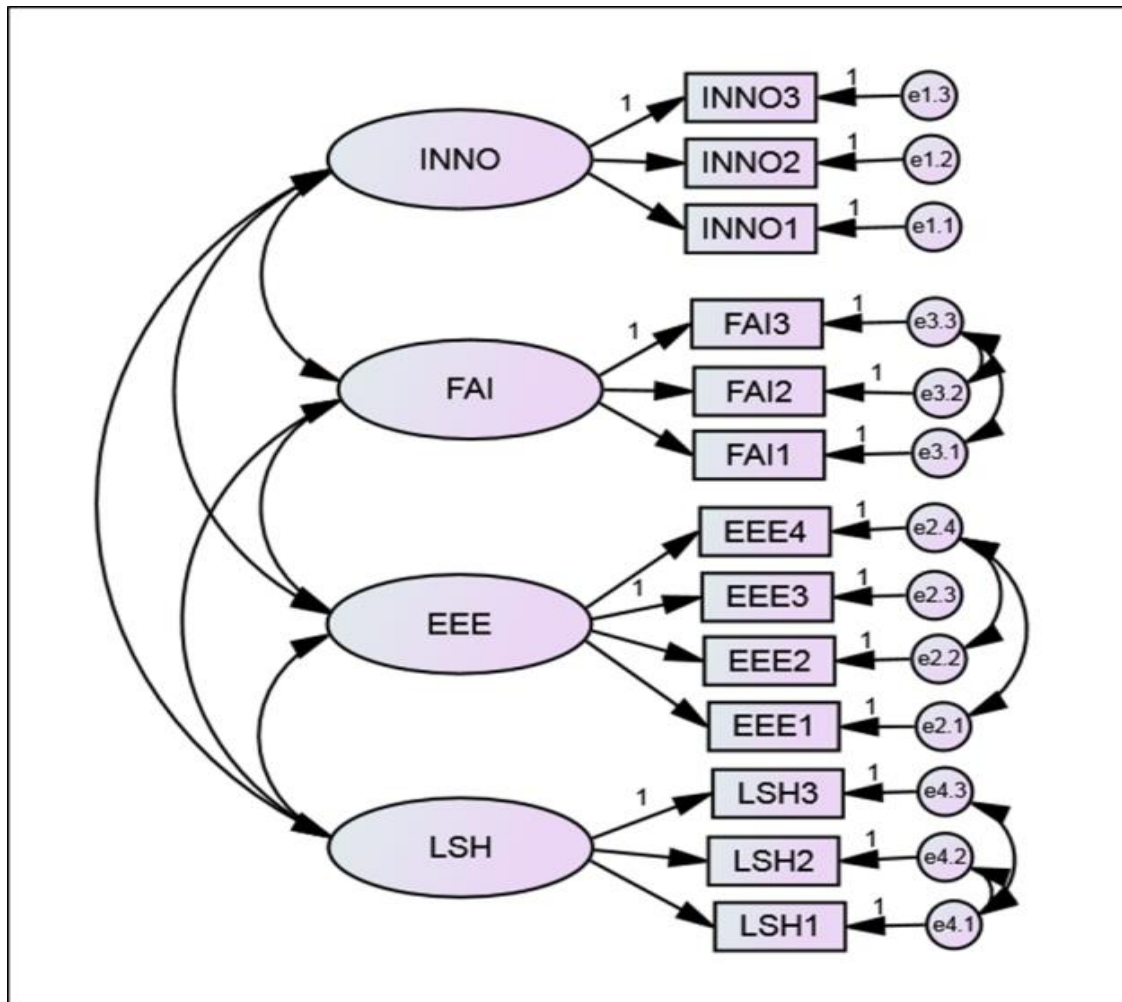 INNO
1
INNO3
1
e1.3
INNO2
1
e1.2
INNO1
1
e1.1
FAI
1
FAI3
1
e3.3
FAI2
1
e3.2
FAI1
1
e3.1
EEE
EEE4
1
e2.4
1
EEE3
1
e2.3
EEE2
1
e2.2
EEE1
1
e2.1
LSH
1
LSH3
1
e4.3
LSH2
1
e4.2
LSH1
1
e4.1